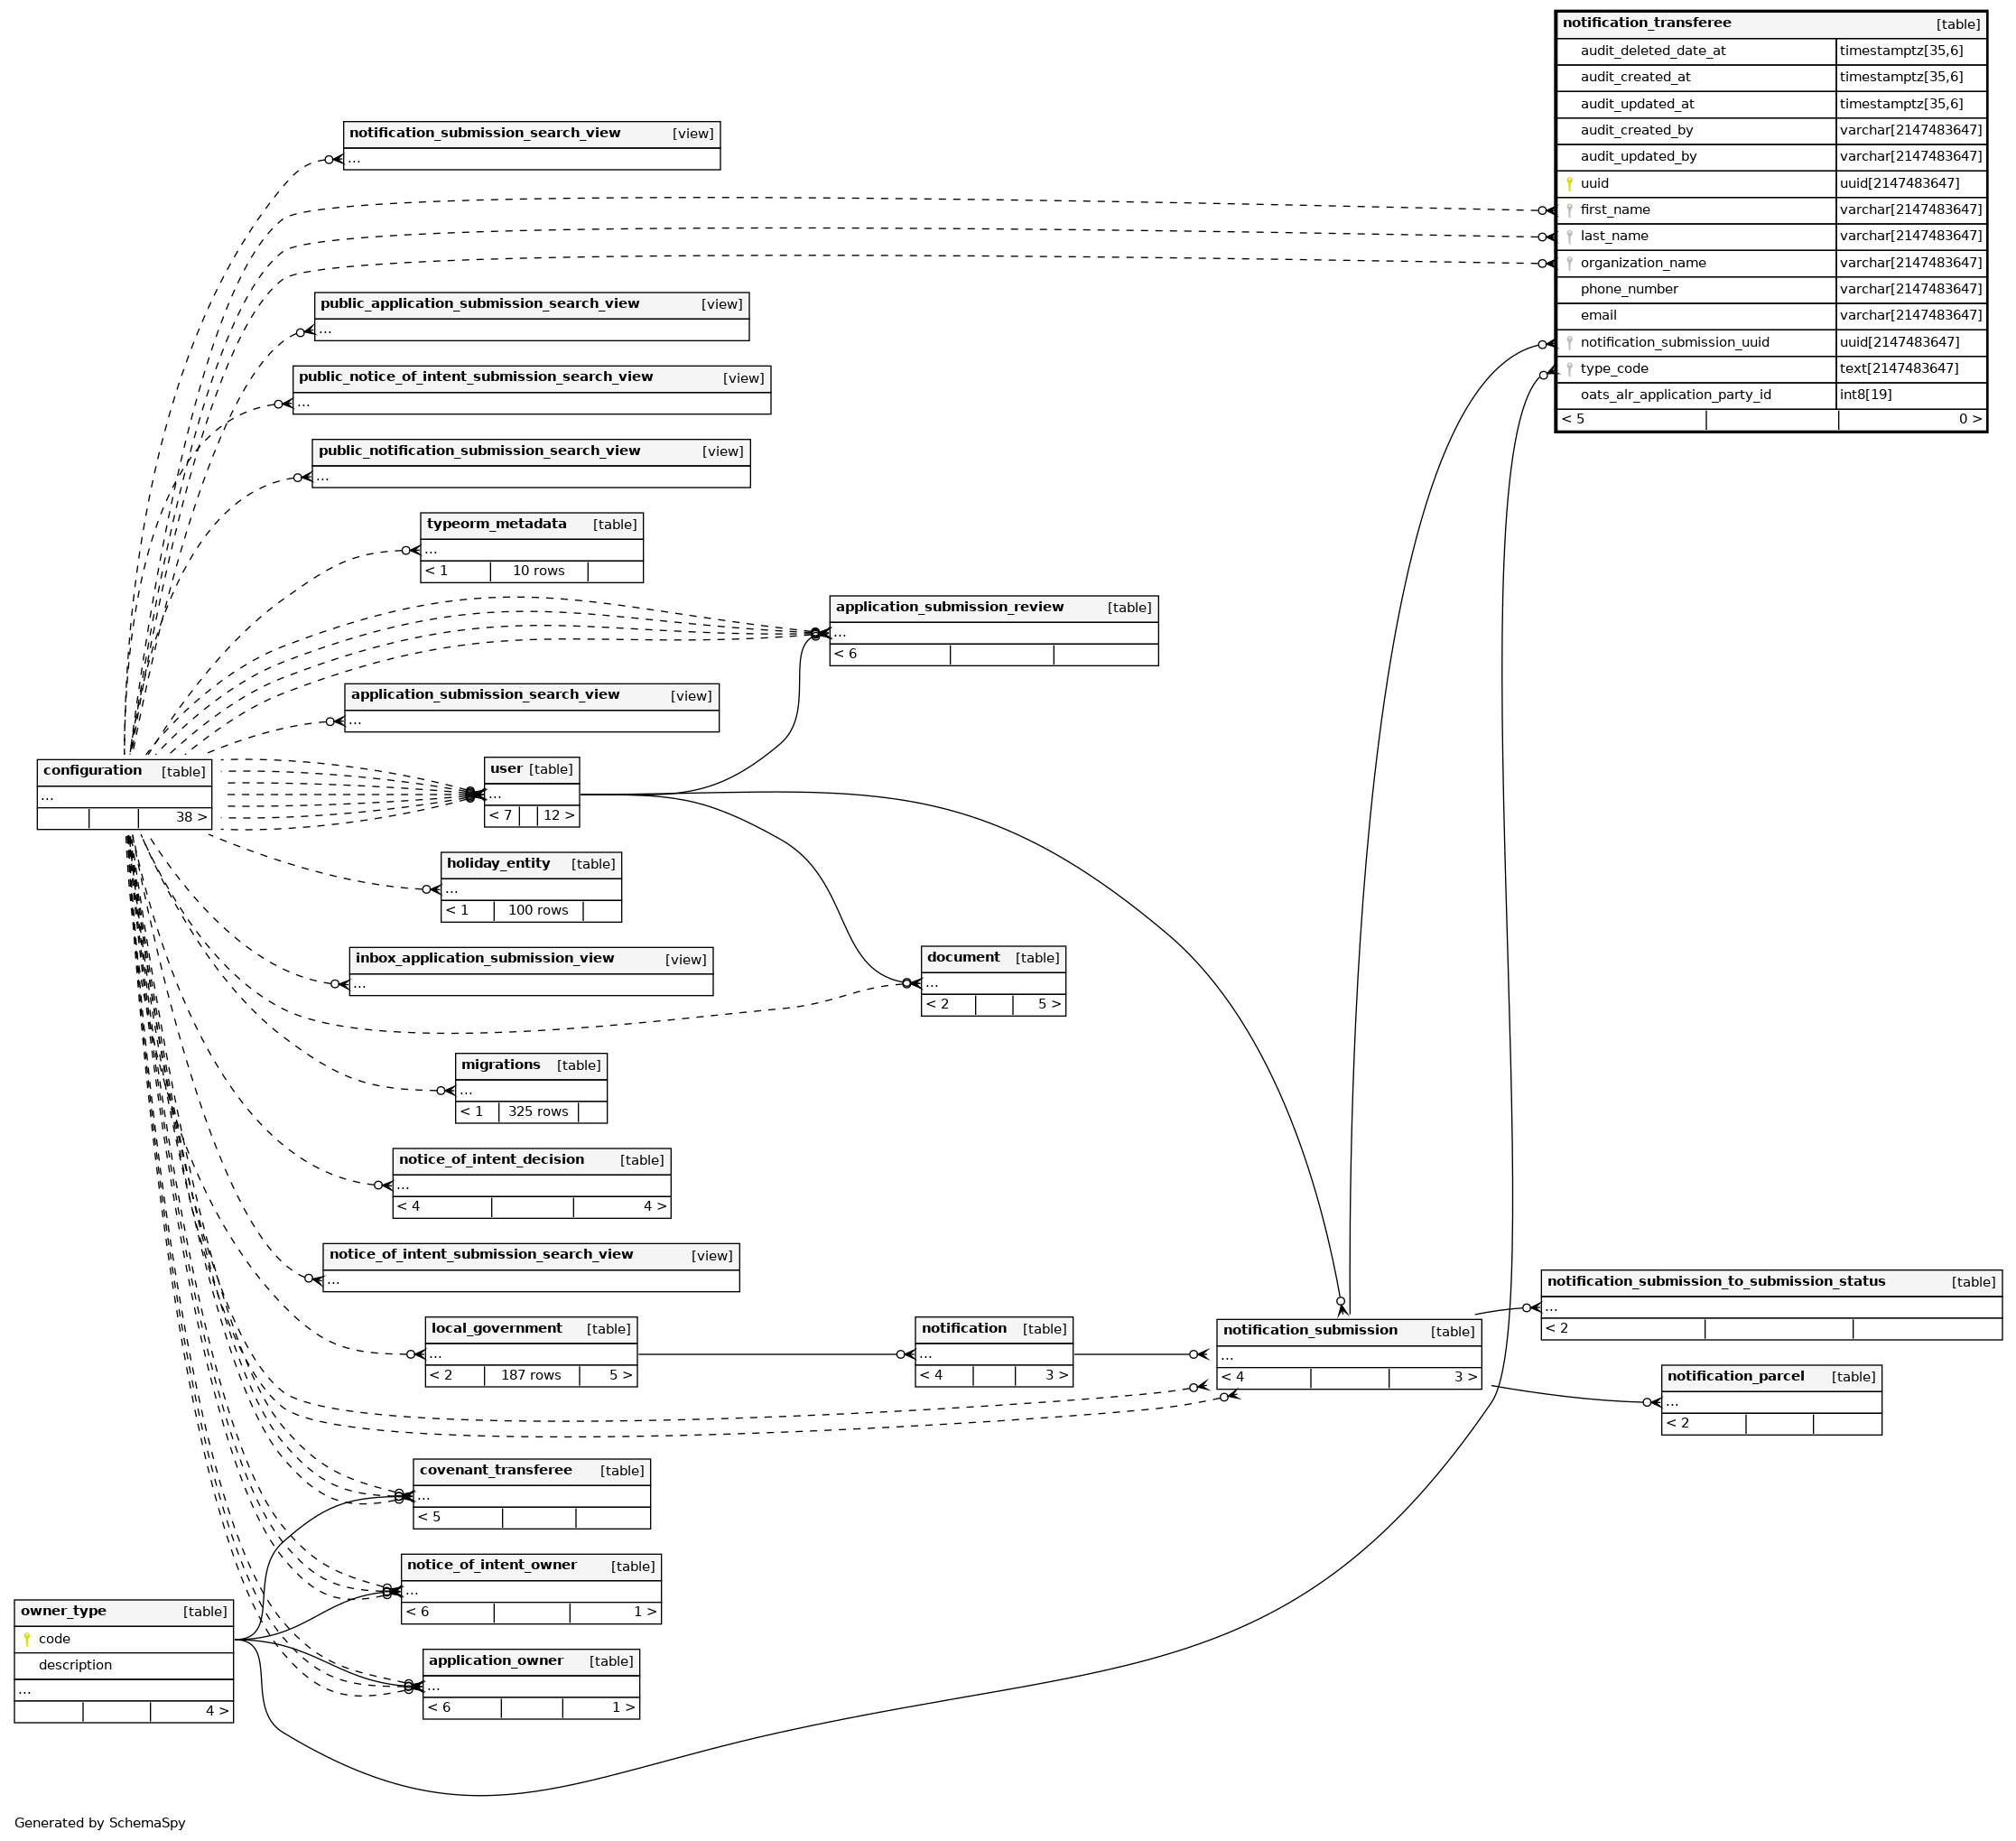 notification_transferee [table]
audit_deleted_date_at timestamptz[35,6]
audit_created_at timestamptz[35,6]
audit_updated_at timestamptz[35,6]
audit_created_by varchar[2147483647]
audit_updated_by varchar[2147483647]
uuid uuid[2147483647]
first_name varchar[2147483647]
last_name varchar[2147483647]
organization_name varchar[2147483647]
phone_number varchar[2147483647]
email varchar[2147483647]
notification_submission_uuid uuid[2147483647]
type_code text[2147483647]
oats_alr_application_party_id int8[19]
< 5 0 >
notification_submission_search_view [view]
...
public_application_submission_search_view [view]
...
public_notice_of_intent_submission_search_view [view]
...
public_notification_submission_search_view [view]
...
typeorm_metadata [table]
...
< 1 10 rows
application_submission_review [table]
...
< 6
application_submission_search_view [view]
...
configuration [table]
...
38 >
user [table]
...
< 7 12 >
holiday_entity [table]
...
< 1 100 rows
inbox_application_submission_view [view]
...
document [table]
...
< 2 5 >
migrations [table]
...
< 1 325 rows
notice_of_intent_decision [table]
...
< 4 4 >
notice_of_intent_submission_search_view [view]
...
local_government [table]
...
< 2 187 rows 5 >
notification [table]
...
< 4 3 >
notification_submission [table]
...
< 4 3 >
notification_submission_to_submission_status [table]
...
< 2
notification_parcel [table]
...
< 2
covenant_transferee [table]
...
< 5
notice_of_intent_owner [table]
...
< 6 1 >
owner_type [table]
code
description
...
4 >
application_owner [table]
...
< 6 1 >
Generated by SchemaSpy